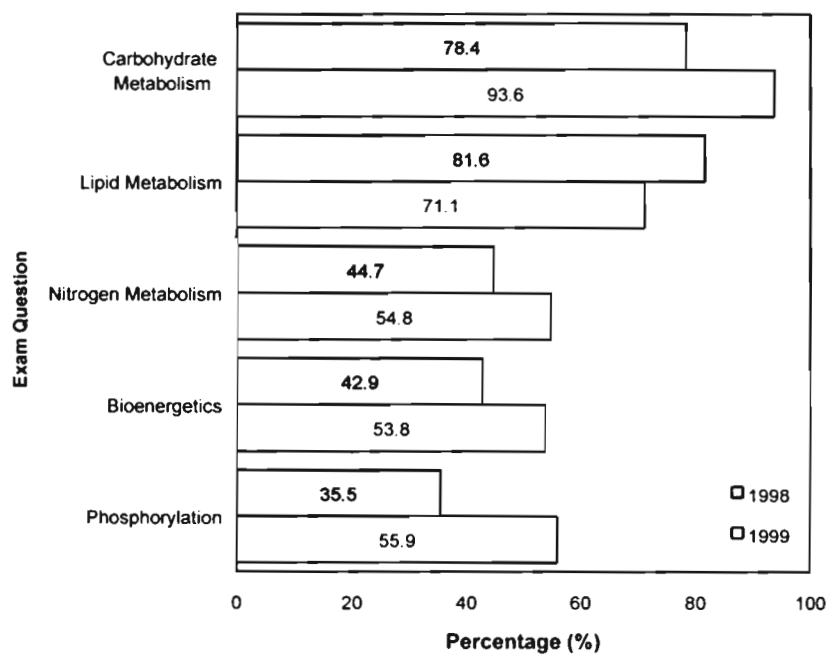 Carbohydrate
Metabolism
78.4
93.6
Lipid Metabolism
81.6
71.1
Nitrogen Metabolism
44.7
54.8
Bioenergetics
42.9
53.8
Phosphorylation
35.5
55.9
Exam Question
1998
1999
0 20 40 60 80 100
Percentage (%)